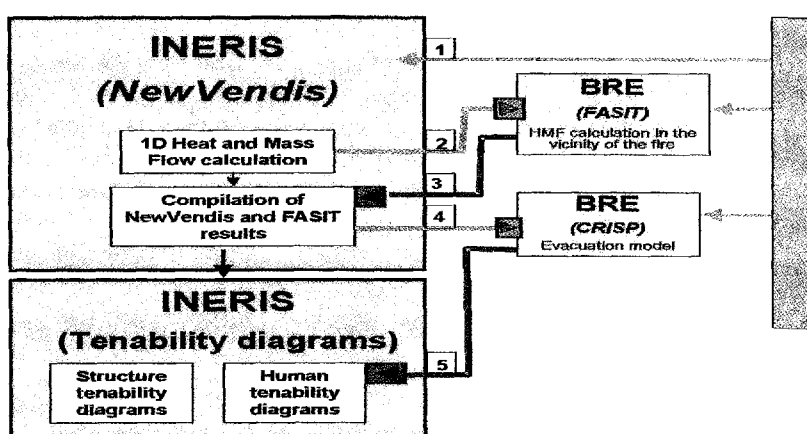 INERIS
(NewVendis)
1D Heat and Mass
Flow calculation
Compilation of
NewVendis and FASIT
results
1
2
3
4
BRE
(FASIT)
HMF calculation in the
vicinity of the fire
BRE
(CRISP)
Evacuation model
INERIS
(Tenability diagrams)
Structure
tenability
diagrams
Human
tenability
diagrams
5